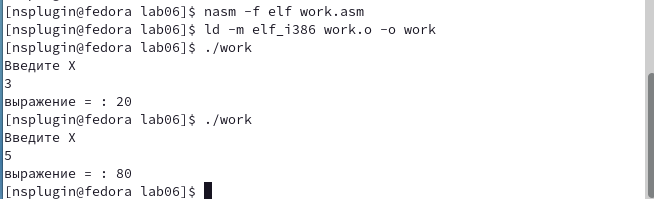 [nsplugin@fedora lab06]$ nasm -f elf work.asm
[nsplugin@fedora lab06]$ ld -m elf_i386 work.o -o work
[nsplugin@fedora lab06]$ ./work
Введите X
3
выражение = : 20
[nsplugin@fedora lab06]$ ./work
Введите X
5
выражение = : 80
[nsplugin@fedora lab06]$